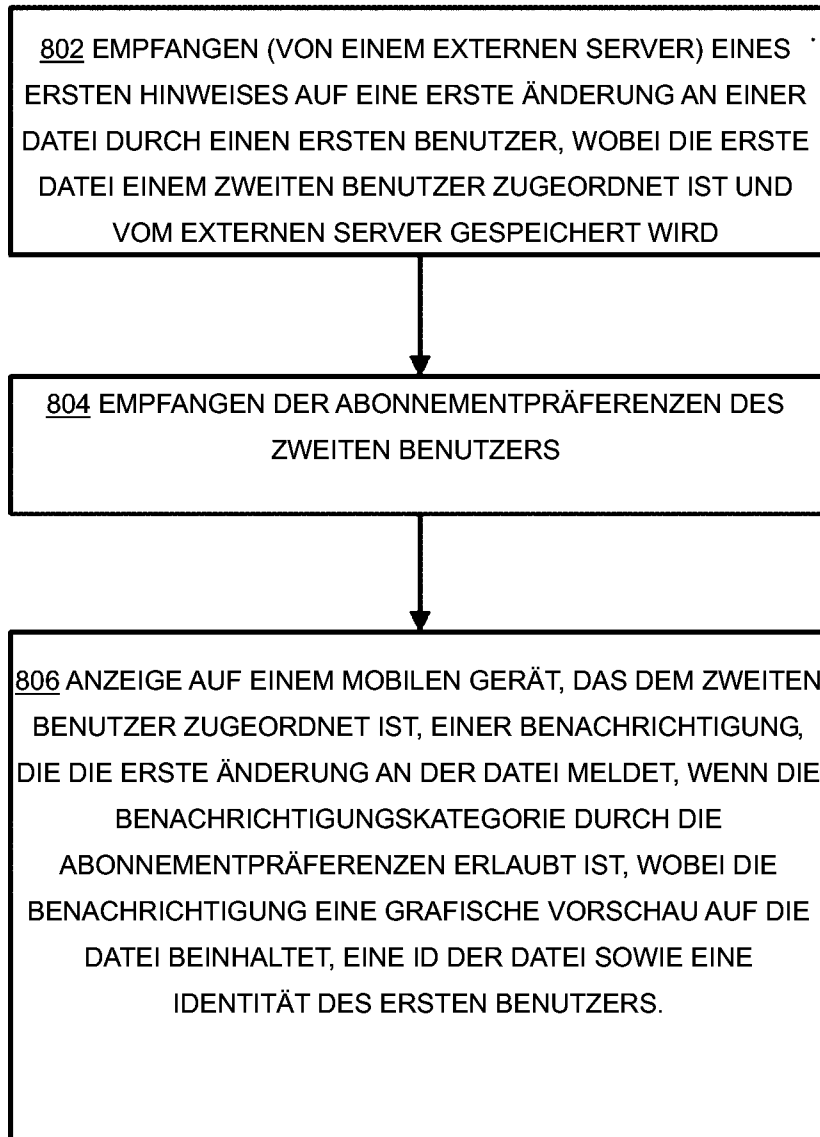 802 EMPFANGEN (VON EINEM EXTERNEN SERVER) EINES
ERSTEN HINWEISES AUF EINE ERSTE ÄNDERUNG AN EINER
DATEI DURCH EINEN ERSTEN BENUTZER, WOBEI DIE ERSTE
DATEI EINEM ZWEITEN BENUTZER ZUGEORDNET IST UND
VOM EXTERNEN SERVER GESPEICHERT WIRD
804 EMPFANGEN DER ABONNEMENTPRÄFERENZEN DES
ZWEITEN BENUTZERS
806 ANZEIGE AUF EINEM MOBILEN GERÄT, DAS DEM ZWEITEN
BENUTZER ZUGEORDNET IST, EINER BENACHRICHTIGUNG,
DIE DIE ERSTE ÄNDERUNG AN DER DATEI MELDET, WENN DIE
BENACHRICHTIGUNGSKATEGORIE DURCH DIE
ABONNEMENTPRÄFERENZEN ERLAUBT IST, WOBEI DIE
BENACHRICHTIGUNG EINE GRAFISCHE VORSCHAU AUF DIE
DATEI BEINHALTET, EINE ID DER DATEI SOWIE EINE
IDENTITÄT DES ERSTEN BENUTZERS.